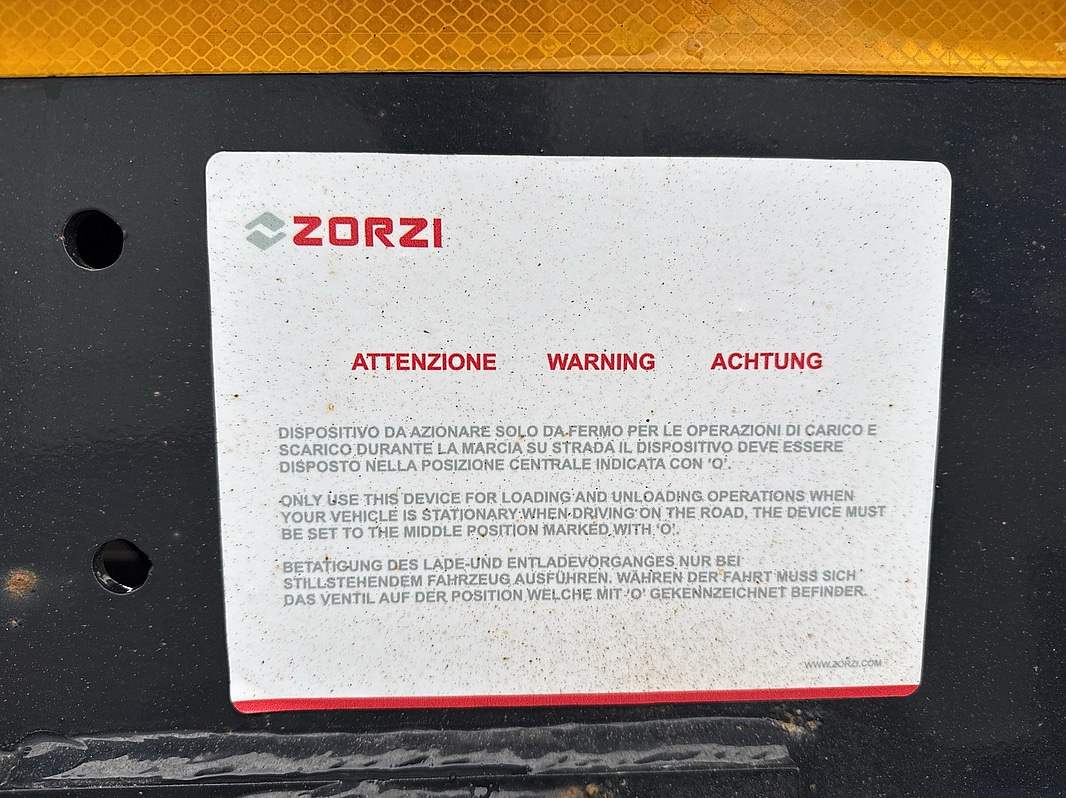 ZORZI
ATTENZIONE WARNING ACHTUNG
DISPOSITIVO DA AZIONARE SOLO DA FERMO PER LE OPERAZIONI DI CARICO E
SCARICO DURANTE LA MARCIA SU STRADA IL DISPOSITIVO DEVE ESSERE
DISPOSTO NELLA POSIZIONE CENTRALE INDICATA CON 'O'.
ONLY USE THIS DEVICE FOR LOADING AND UNLOADING OPERATIONS WHEN
YOUR VEHICLE IS STATIONARY WHEN DRIVING ON THE ROAD, THE DEVICE MUST
BE SET TO THE MIDDLE POSITION MARKED WITH 'O'.
BETATIGUNG DES LADE-UND ENTLADEVORGANGES NUR BEI
STILLSTEHENDEM FAHRZEUG AUSFÜHREN. WÄHREN DER FAHRT MUSS SICH
DAS VENTIL AUF DER POSITION WELCHE MIT 'O' GEKENNZEICHNET BEFINDER.
WWW.ZORZI.COM